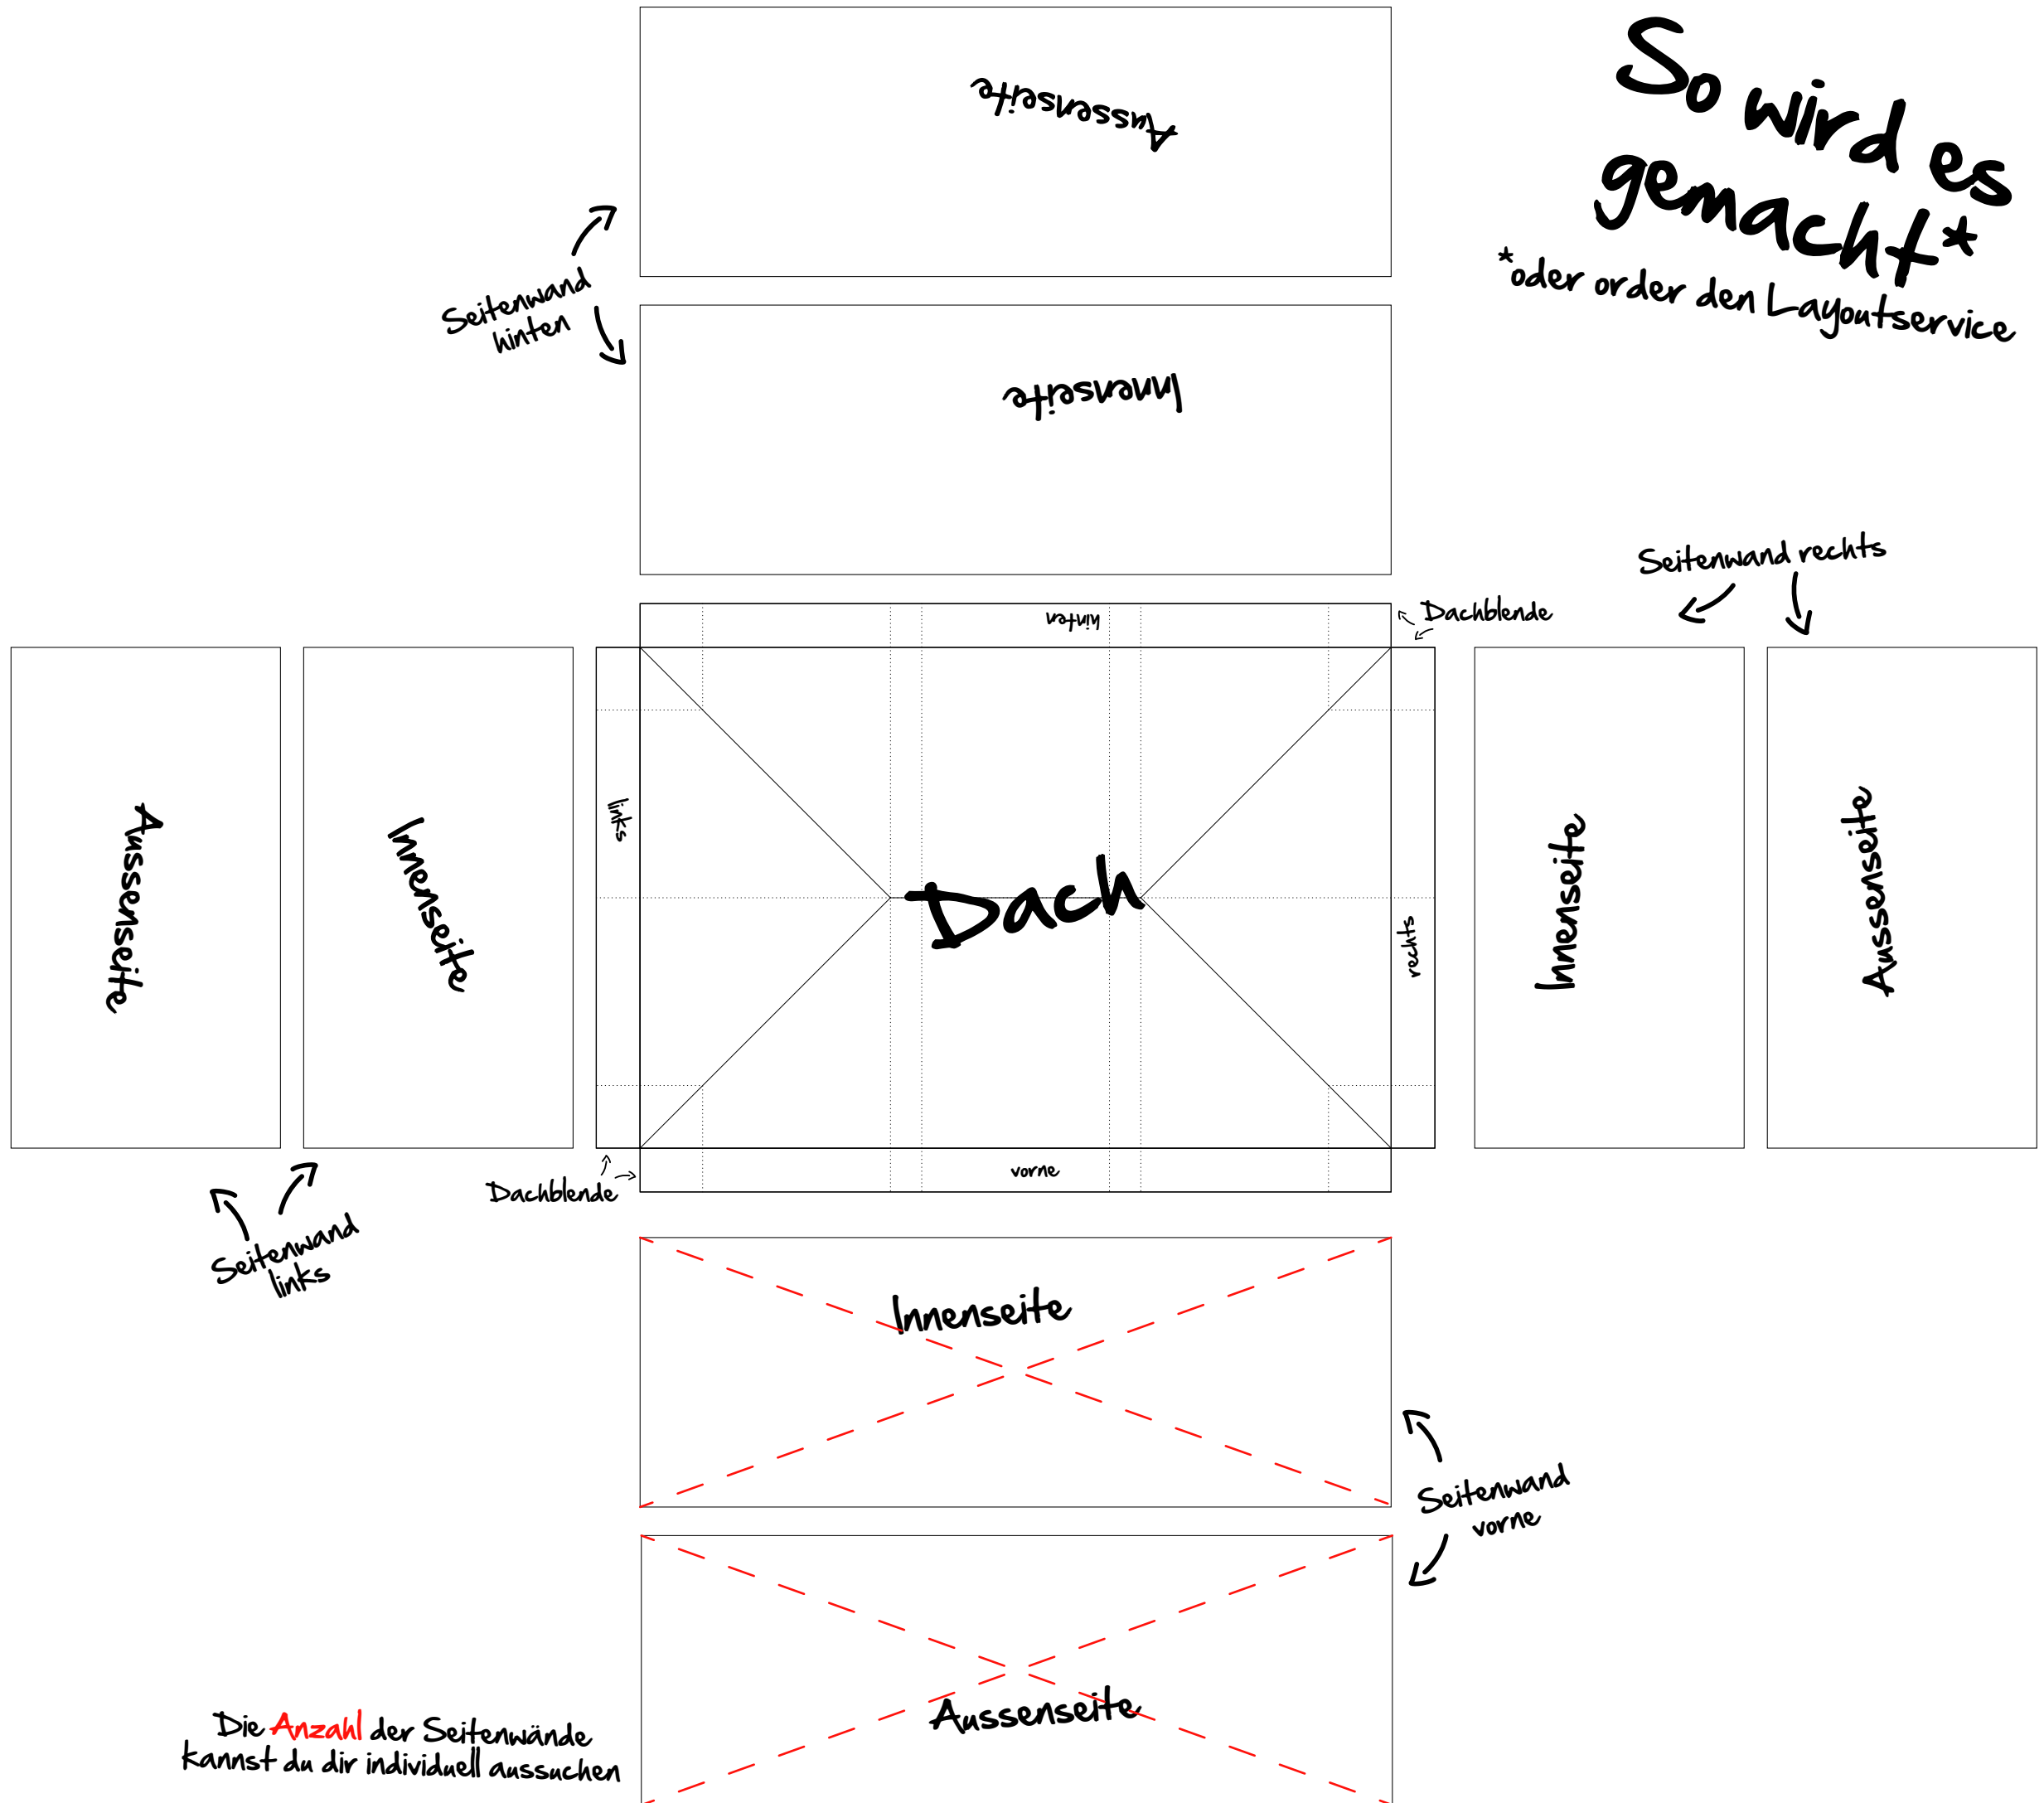 So wird es
gemacht*
*oder order den Layoutservice
Aussenseite
Seitenwand
hinten
Innenseite
Seitenwand rechts
hinten
Dachblende
Aussenseite
Innenseite
links
Dach
rechts
Innenseite
Aussenseite
vorne
Dachblende
Seitenwand
links
Innenseite
Seitenwand
vorne
Aussenseite
Die Anzahl der Seitenwände
kannst du dir individuell aussuchen